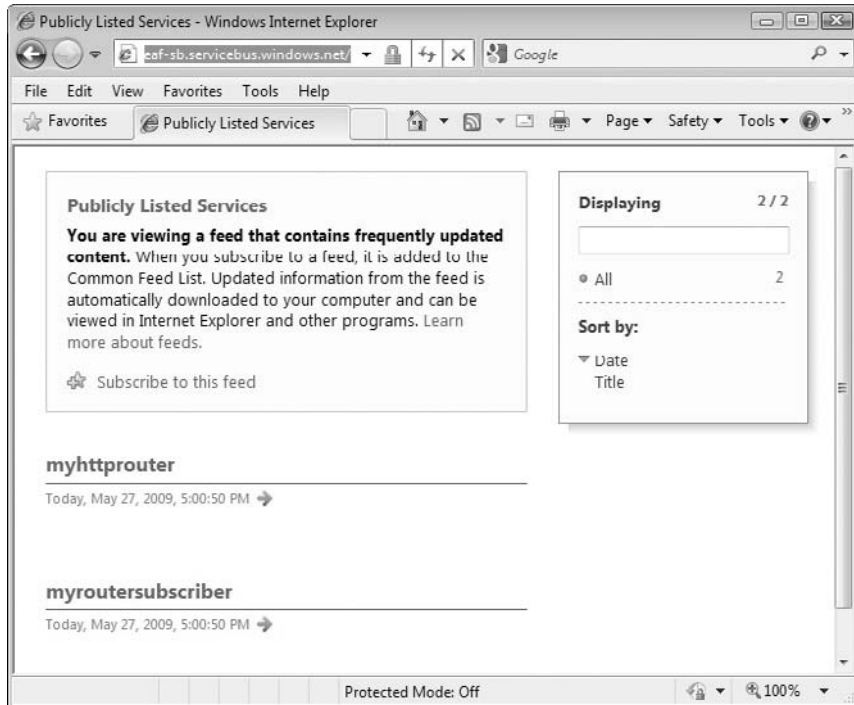 Publicly Listed Services - Windows Internet Explorer
eaf-sb.servicebus.windows.net/
Google
File Edit View Favorites Tools Help
Favorites
Publicly Listed Services
Page Safety Tools
Publicly Listed Services
You are viewing a feed that contains frequently updated
content. When you subscribe to a feed, it is added to the
Common Feed List. Updated information from the feed is
automatically downloaded to your computer and can be
viewed in Internet Explorer and other programs. Learn
more about feeds.
Subscribe to this feed
Displaying 2 / 2
All 2
Sort by:
Date
Title
myhttprouter
Today, May 27, 2009, 5:00:50 PM
myroutersubscriber
Today, May 27, 2009, 5:00:50 PM
Protected Mode: Off
100%